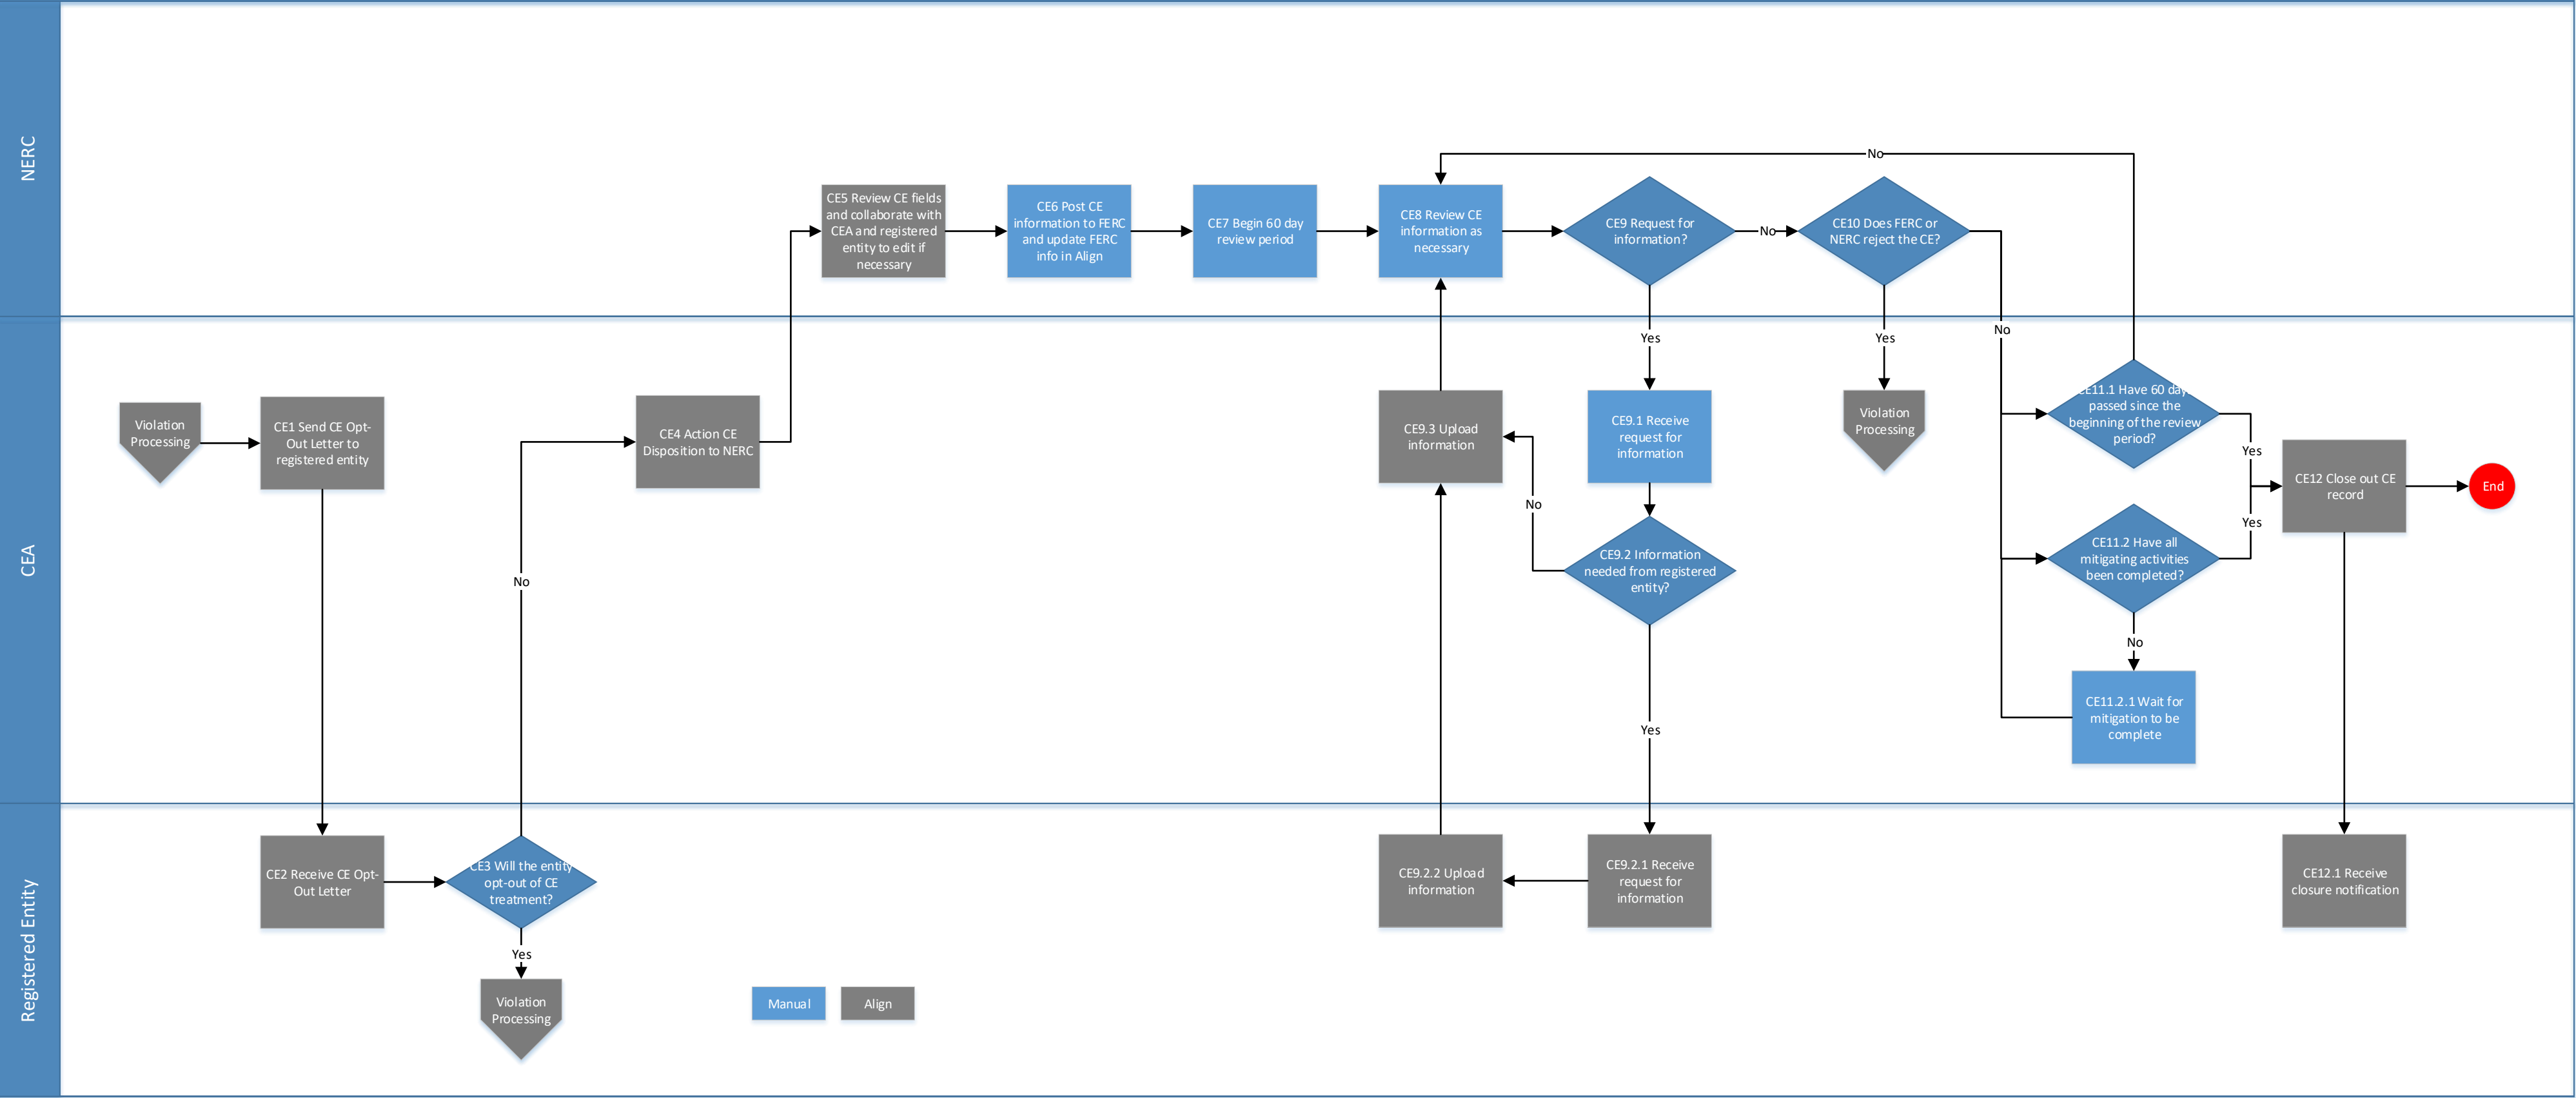 NERC
No
CE5 Review CE fields
and collaborate with
CEA and registered
entity to edit if
necessary
CE6 Post CE
information to FERC
and update FERC
info in Align
CE7 Begin 60 day
review period
CE8 Review CE
information as
necessary
CE9 Request for
information?
No
CE10 Does FERC or
NERC reject the CE?
CEA
No
Yes
Yes
Violation
Processing
CE1 Send CE Opt-
Out Letter to
registered entity
No
CE4 Action CE
Disposition to NERC
CE9.3 Upload
information
No
CE9.1 Receive
request for
information
CE9.2 Information
needed from registered
entity?
Yes
Violation
Processing
CE11.1 Have 60 days
passed since the
beginning of the review
period?
Yes
CE11.2 Have all
mitigating activities
been completed?
Yes
No
CE11.2.1 Wait for
mitigation to be
complete
CE12 Close out CE
record
End
Registered Entity
CE2 Receive CE Opt-
Out Letter
CE3 Will the entity
opt-out of CE
treatment?
Yes
Violation
Processing
Manual
Align
CE9.2.2 Upload
information
CE9.2.1 Receive
request for
information
CE12.1 Receive
closure notification